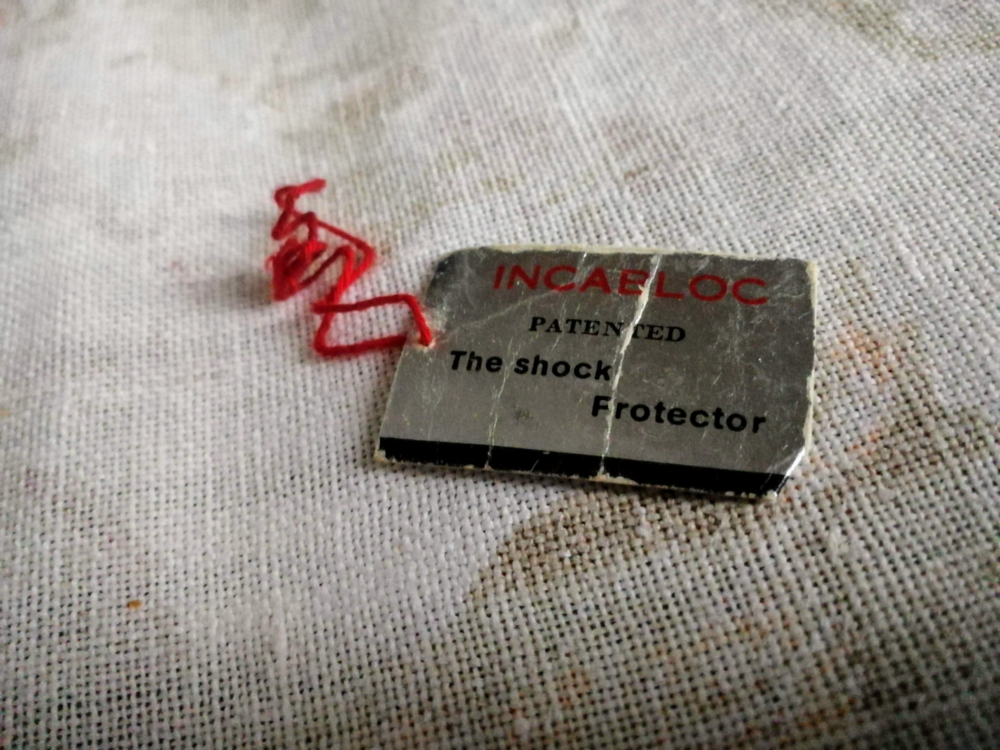 INCABLOC
PATENTED
The shock
Protector